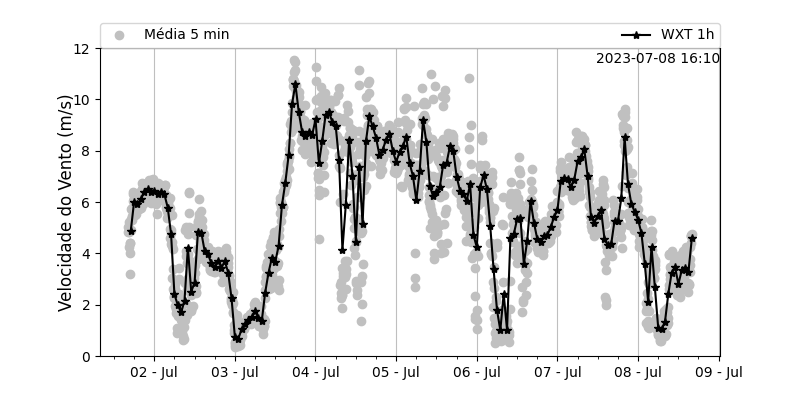 Média 5 min
WXT 1h
2023-07-08 16:10
Velocidade do Vento (m/s)
12
10
8
6
4
2
0
02 - Jul 03 - Jul 04 - Jul 05 - Jul 06 - Jul 07 - Jul 08 - Jul 09 - Jul